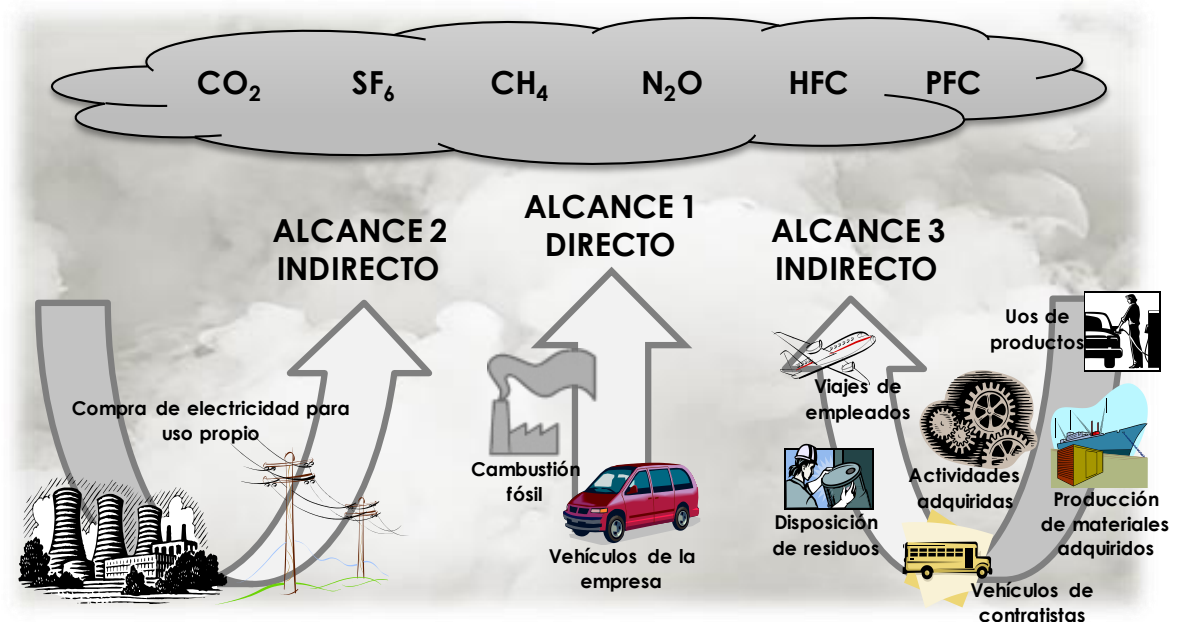 CO₂ SF₆ CH₄ N₂O HFC PFC
ALCANCE 2
INDIRECTO
ALCANCE 1
DIRECTO
ALCANCE 3
INDIRECTO
Compra de electricidad para
uso propio
Cambustión
fósil
Vehículos de la
empresa
Viajes de
empleados
Uos de
productos
Disposición
de residuos
Actividades
adquiridas
Producción
de materiales
adquiridos
Vehículos de
contratistas